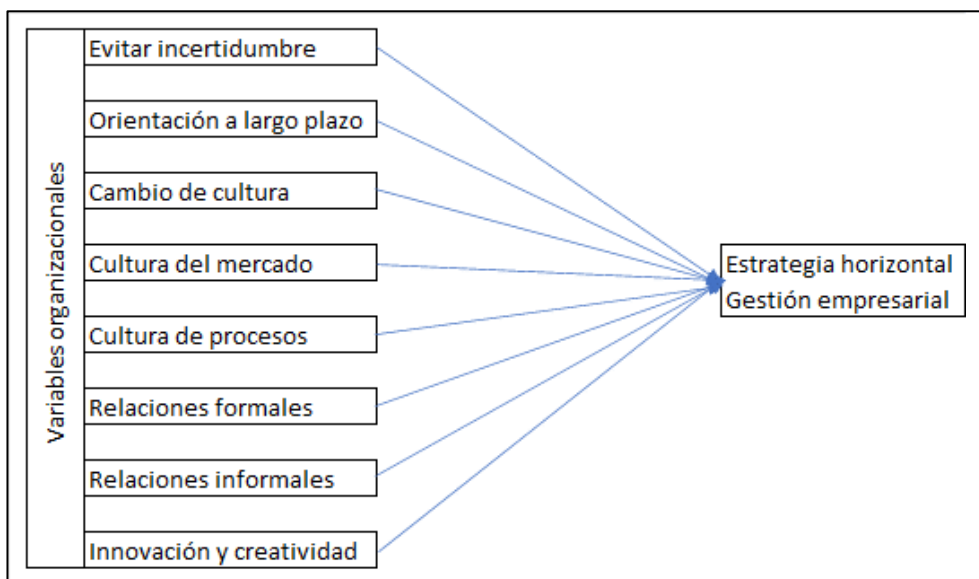 Variables organizacionales
Evitar incertidumbre
Orientación a largo plazo
Cambio de cultura
Cultura del mercado
Cultura de procesos
Relaciones formales
Relaciones informales
Innovación y creatividad
Estrategia horizontal
Gestión empresarial